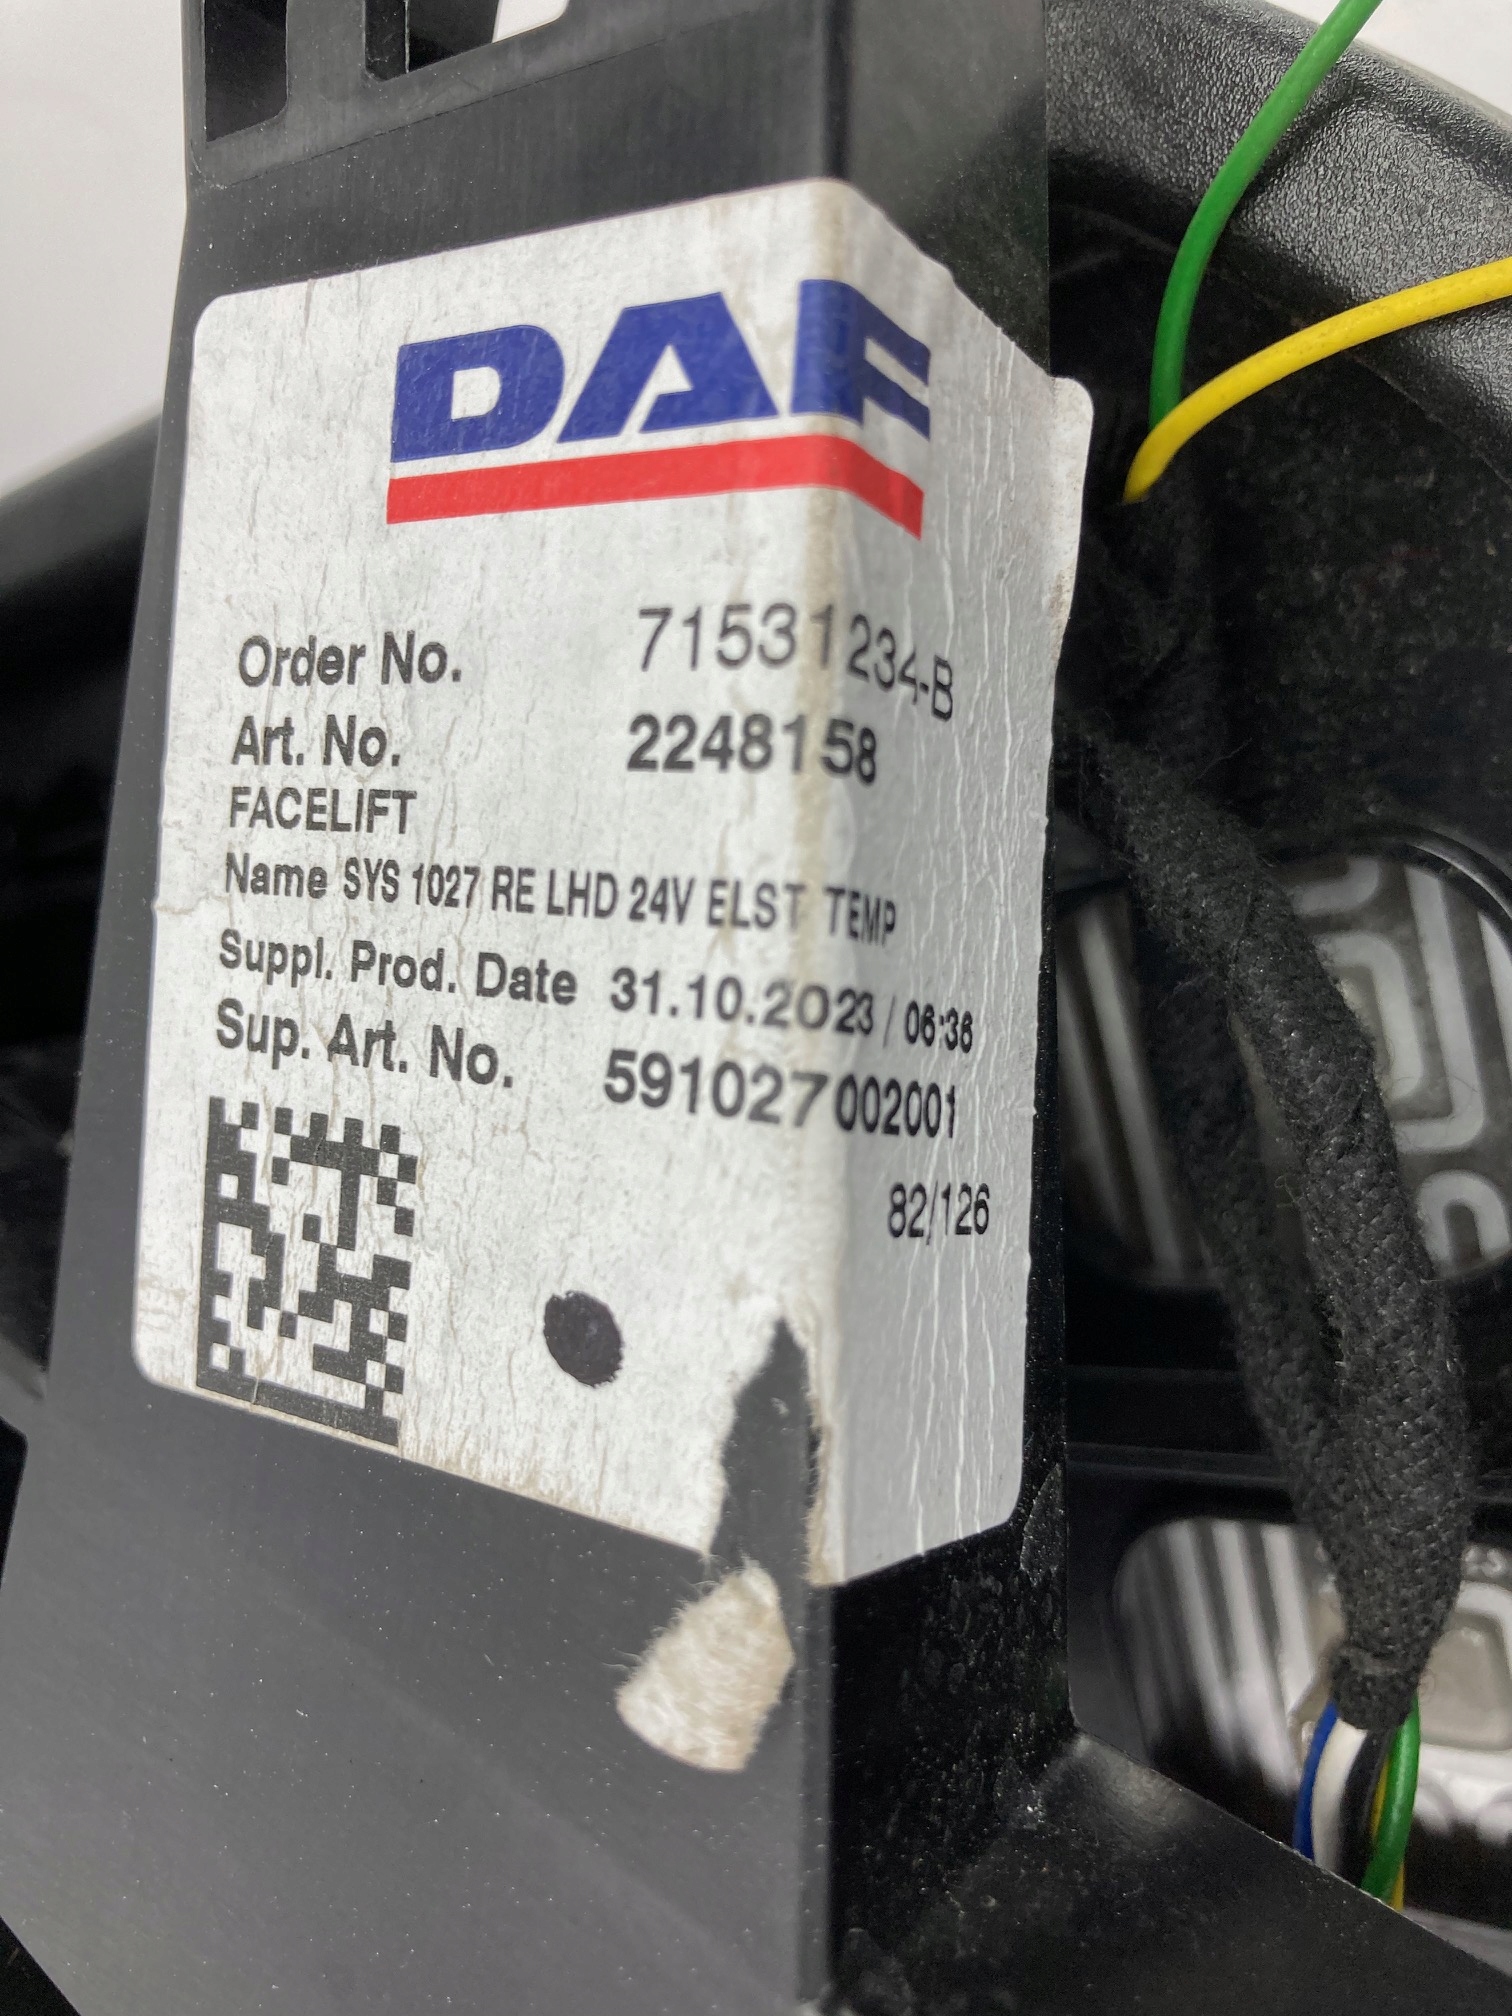 DAF
Order No. 71531234-B
Art. No. 2248158
FACELIFT
Name SYS 1027 RE LHD 24V ELST TEMP
Suppl. Prod. Date 31.10.2023 / 06:36
Sup. Art. No. 591027002001
82/126